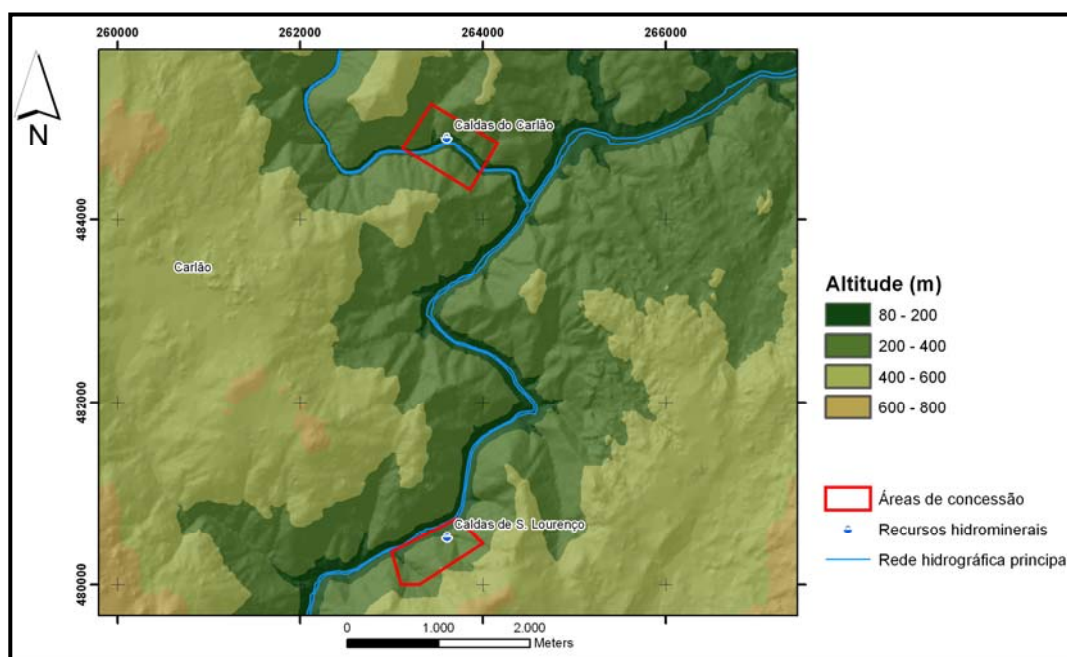 260000
262000
264000
266000
N
484000
482000
480000
Caldas do Carlão
Carlão
Caldas de S. Lourenço
Altitude (m)
80 - 200
200 - 400
400 - 600
600 - 800
Áreas de concessão
Recursos hidrominerais
Rede hidrográfica principal
0 1.000 2.000
Meters